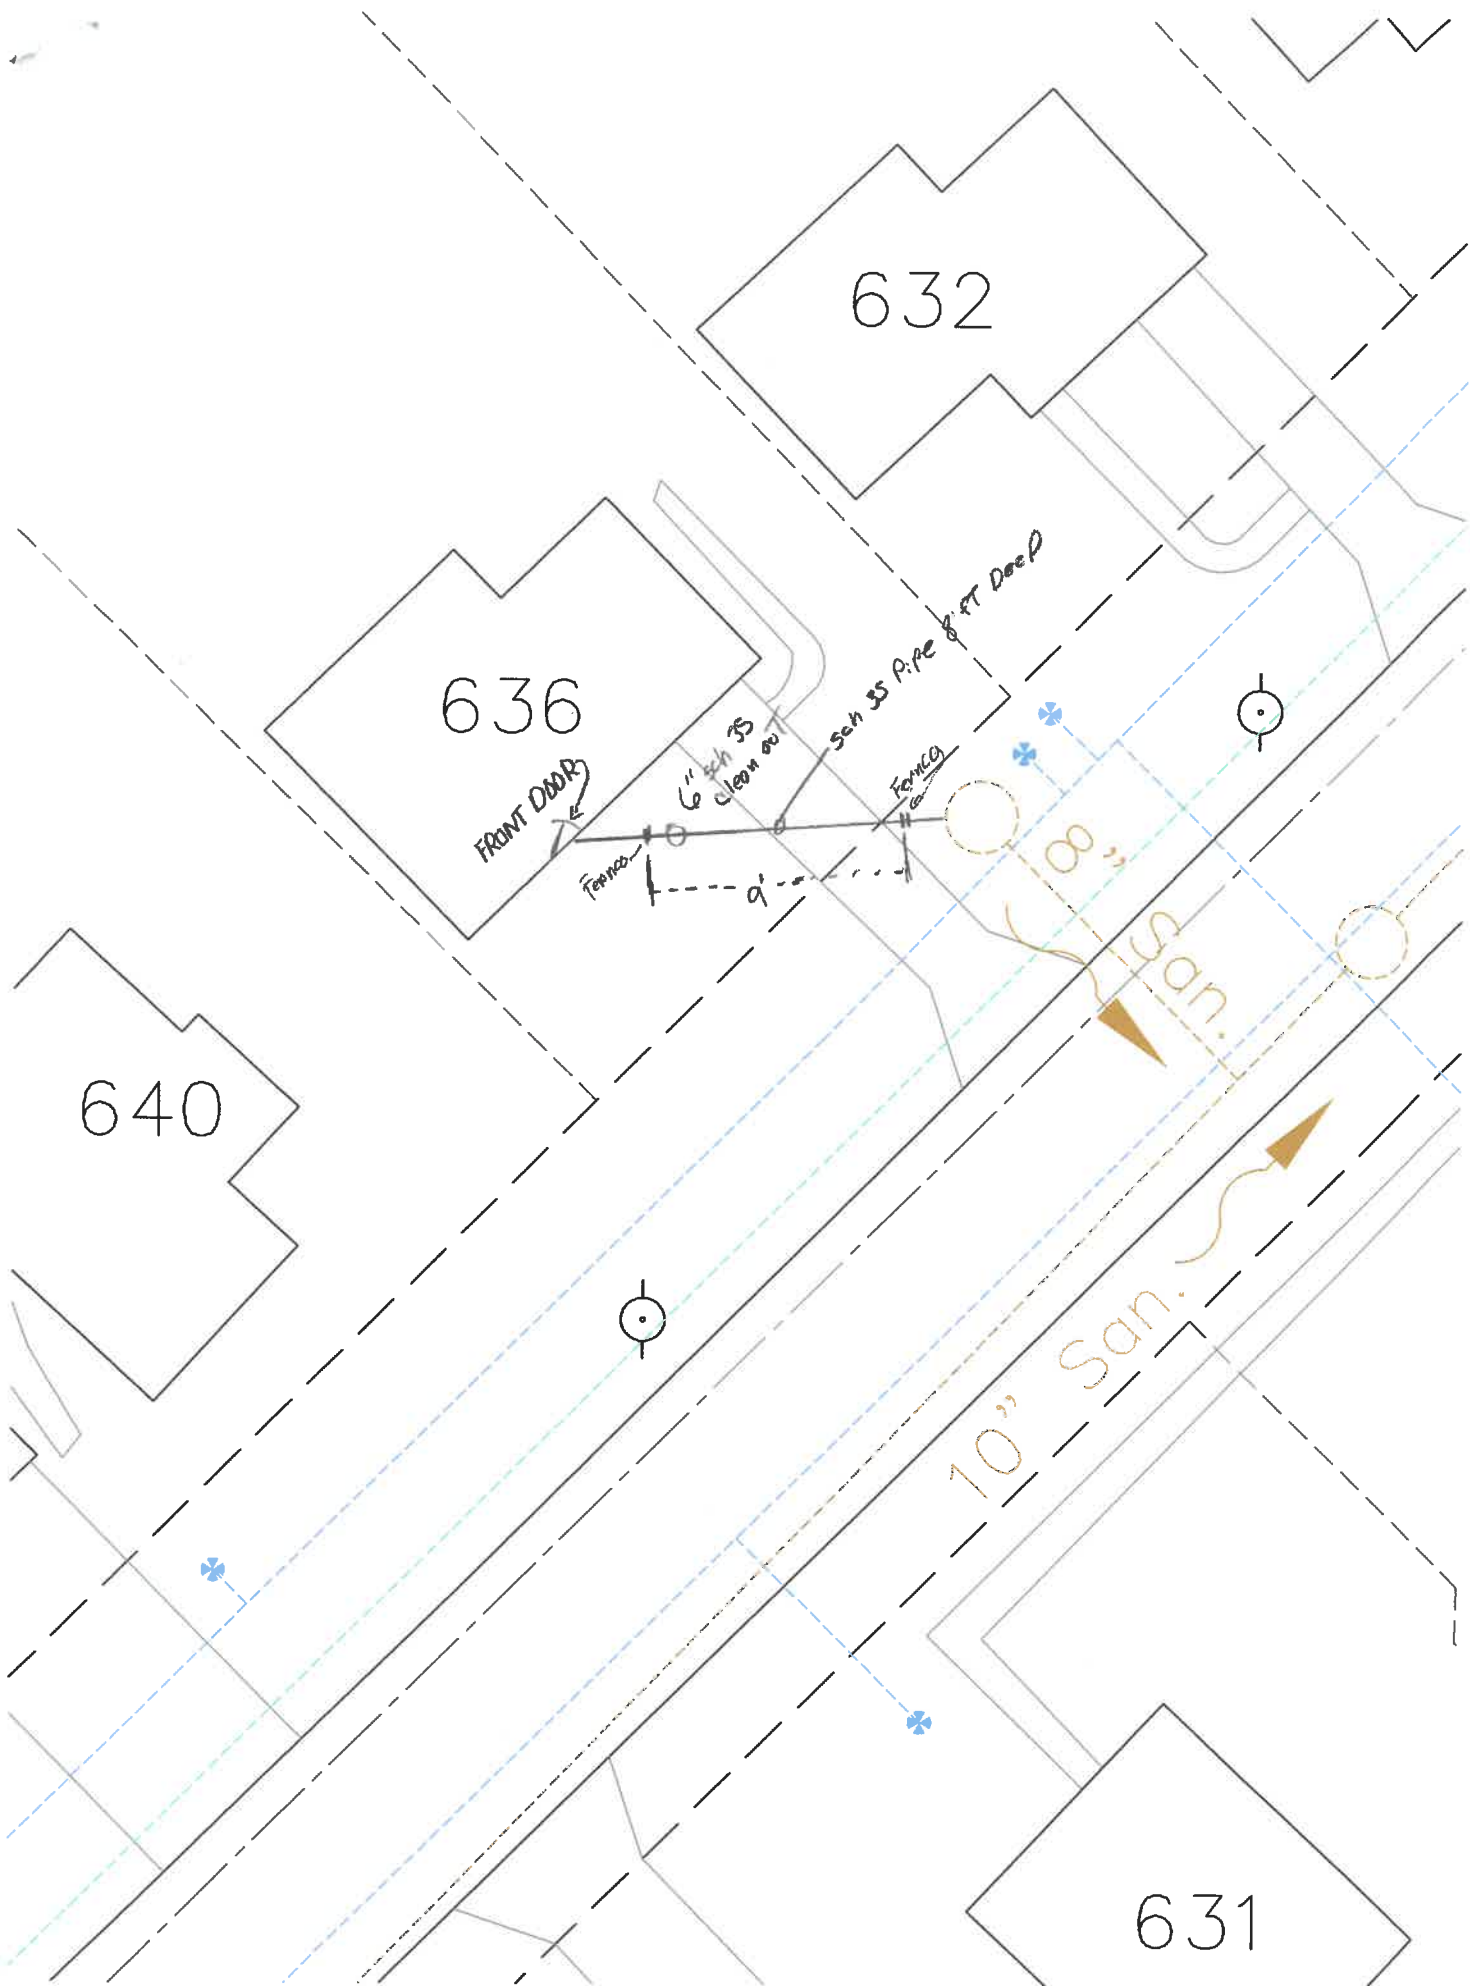 632
sch 35 Pipe 8' FT Deep
636
6" sch 35
clean out
FRONT DOOR
Fernco
Fernco
9'
8" San.
640
10" San.
631